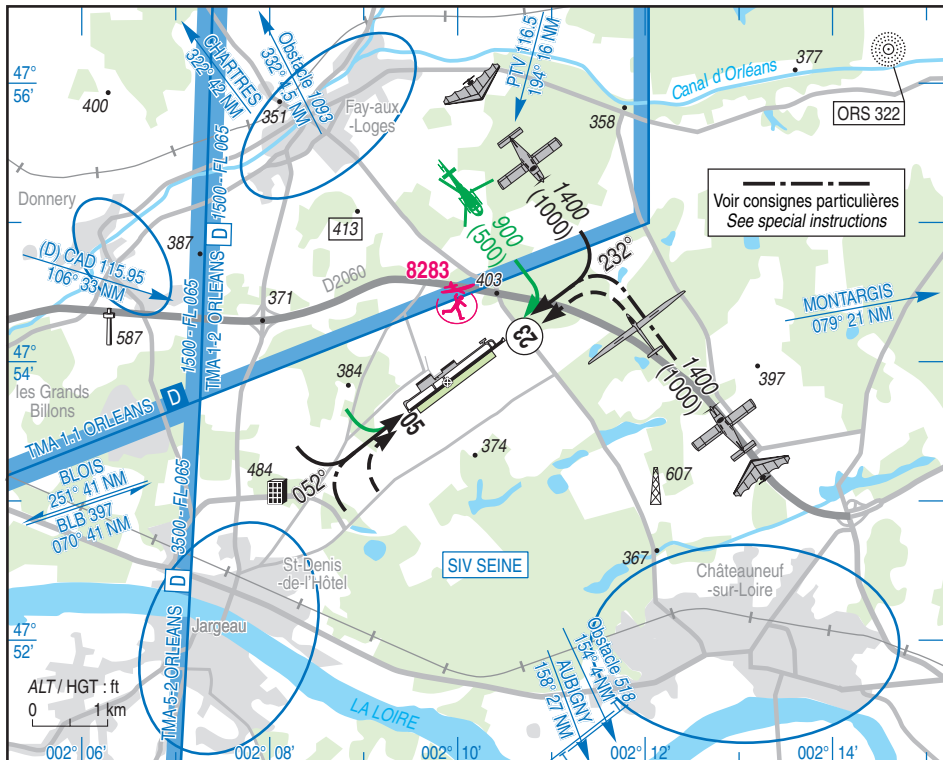 47°
56'
400
CHARTRES
322° 42 NM
Obstacle 1093
332° 4.5 NM
351
Fay-aux
-Loges
PTV 116.5
194° 16 NM
377
Canal d'Orléans
ORS 322
358
Donnery
1500 - FL 065
D 1500 - FL 065
TMA 1-2 ORLEANS
387
413
900
(500)
1400
(1000)
Voir consignes particulières
See special instructions
(D) CAD 115.95
106° 33 NM
D2060
8283
403
232°
371
587
23
MONTARGIS
079° 21 NM
47°
54'
les Grands
Billons
384
1400
(1000)
397
TMA 1.1 ORLEANS D
05
374
BLOIS
251° 41 NM
BLB 397
070° 41 NM
484
052°
607
3500 - FL 065
D
TMA 5-2 ORLEANS
St-Denis
-de-l'Hôtel
SIV SEINE
367
Châteauneuf
-sur-Loire
47°
52'
Jargeau
Obstacle 518
154° 4 NM
AUBIGNY
158° 27 NM
ALT / HGT : ft
0 1 km
LA LOIRE
002° 06'
002° 08'
002° 10'
002° 12'
002° 14'